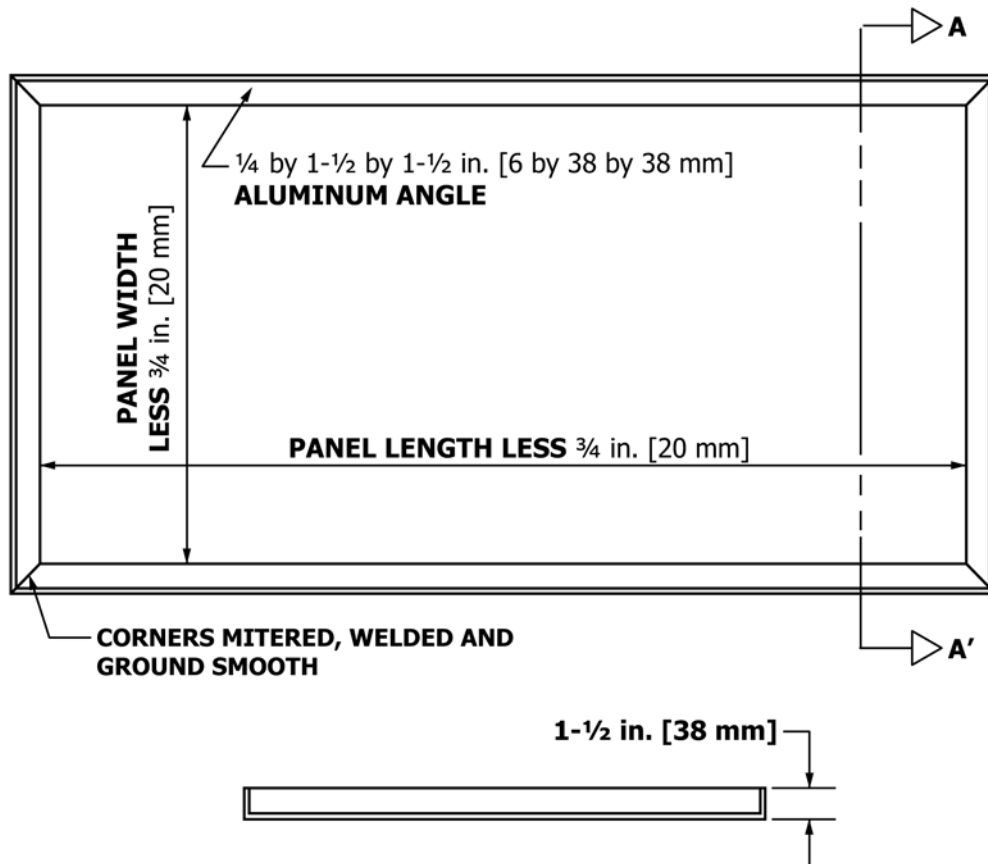 A
¼ by 1-½ by 1-½ in. [6 by 38 by 38 mm]
ALUMINUM ANGLE
PANEL WIDTH
LESS ¾ in. [20 mm]
PANEL LENGTH LESS ¾ in. [20 mm]
CORNERS MITERED, WELDED AND
GROUND SMOOTH
A’
1-½ in. [38 mm]